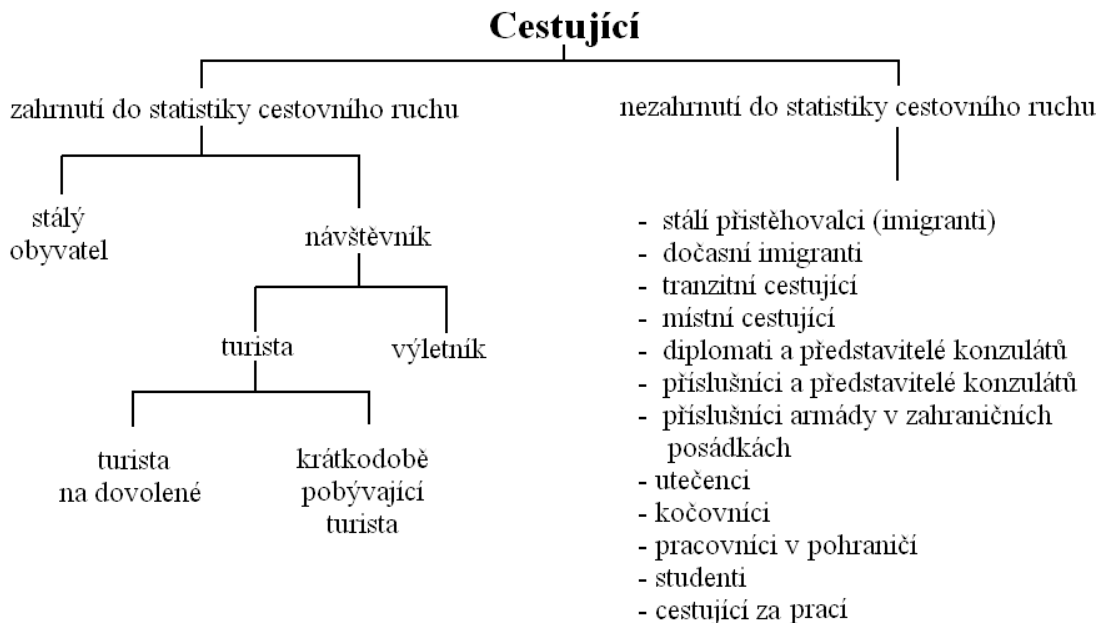 Cestující
zahrnutí do statistiky cestovního ruchu
nezahrnutí do statistiky cestovního ruchu
stálý
obyvatel
návštěvník
turista
výletník
turista
na dovolené
krátkodobě
pobývající
turista
- stálí přistěhovalci (imigranti)
- dočasní imigranti
- tranzitní cestující
- místní cestující
- diplomati a představitelé konzulátů
- příslušníci a představitelé konzulátů
- příslušníci armády v zahraničních
posádkách
- utečenci
- kočovníci
- pracovníci v pohraničí
- studenti
- cestující za prací